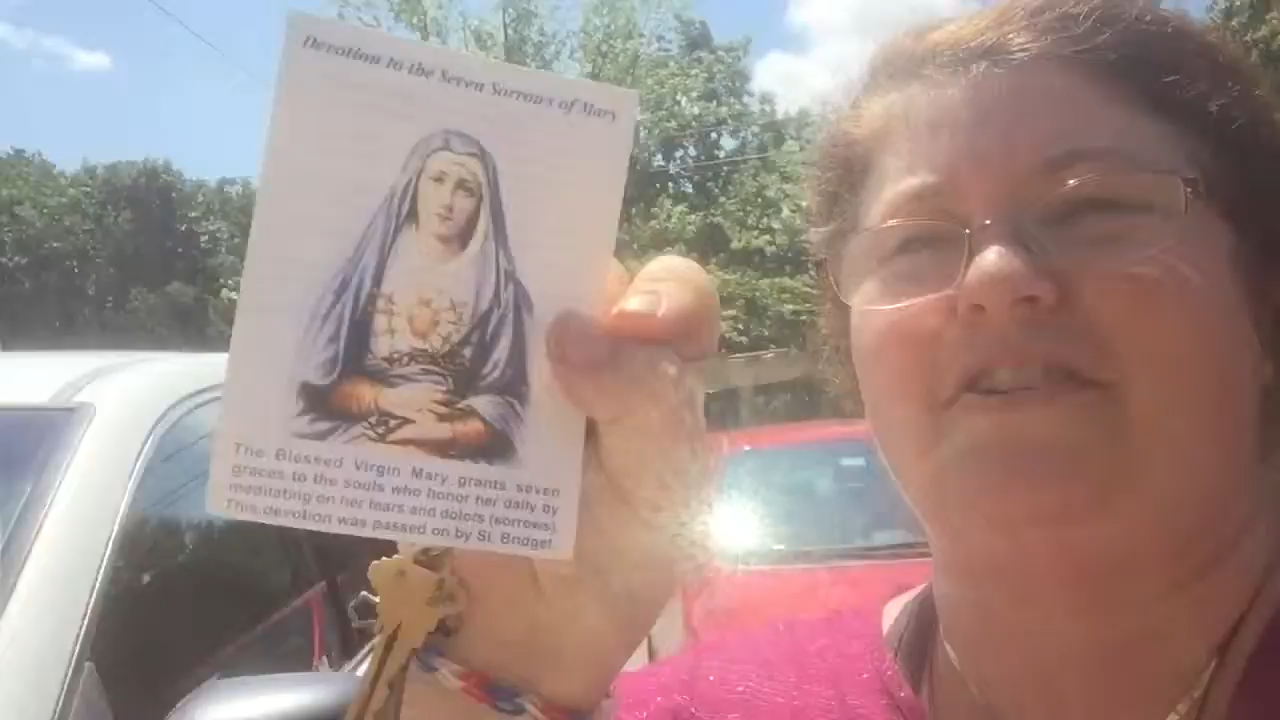 Devotion to the Seven Sorrows of Mary
The Blessed Virgin Mary grants seven
graces to the souls who honor her daily by
meditating on her tears and dolors (sorrows).
This devotion was passed on by St. Bridget.